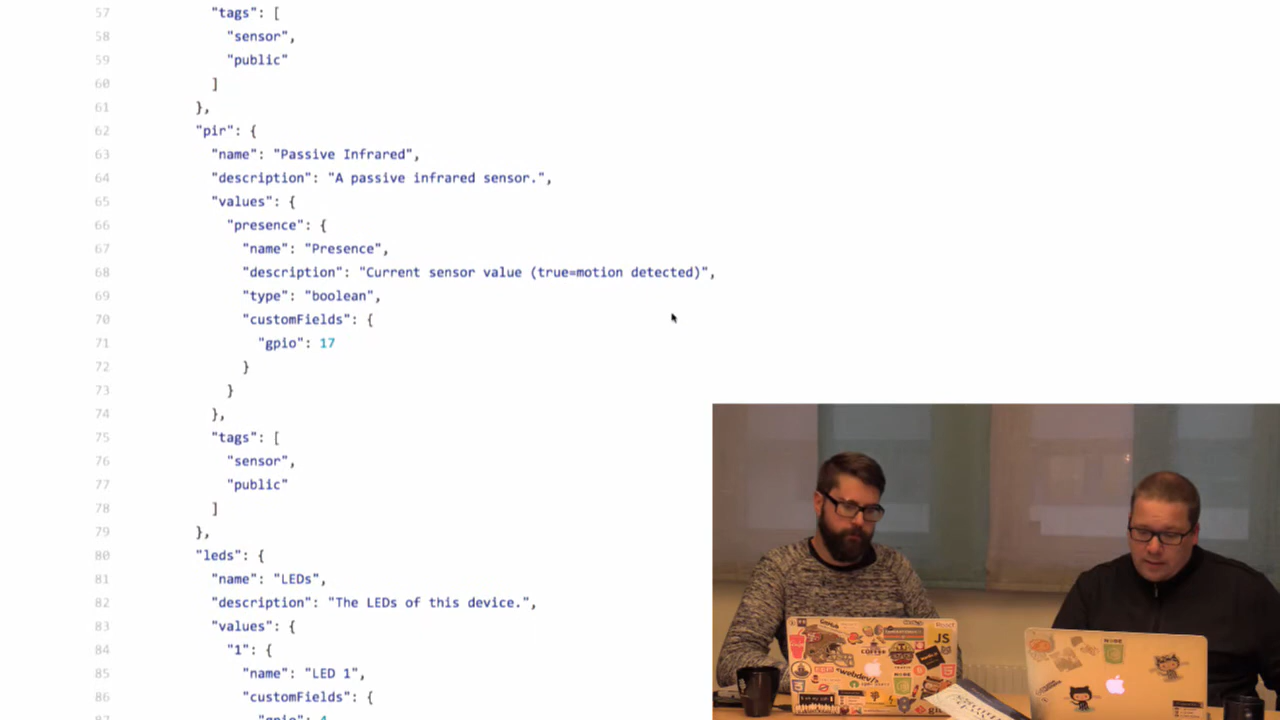 57 "tags": [
58 "sensor",
59 "public"
60 ]
61 },
62 "pir": {
63 "name": "Passive Infrared",
64 "description": "A passive infrared sensor.",
65 "values": {
66 "presence": {
67 "name": "Presence",
68 "description": "Current sensor value (true=motion detected)",
69 "type": "boolean",
70 "customFields": {
71 "gpio": 17
72 }
73 }
74 },
75 "tags": [
76 "sensor",
77 "public"
78 ]
79 },
80 "leds": {
81 "name": "LEDs",
82 "description": "The LEDs of this device.",
83 "values": {
84 "1": {
85 "name": "LED 1",
86 "customFields": {
87 "gpio": 4
JS